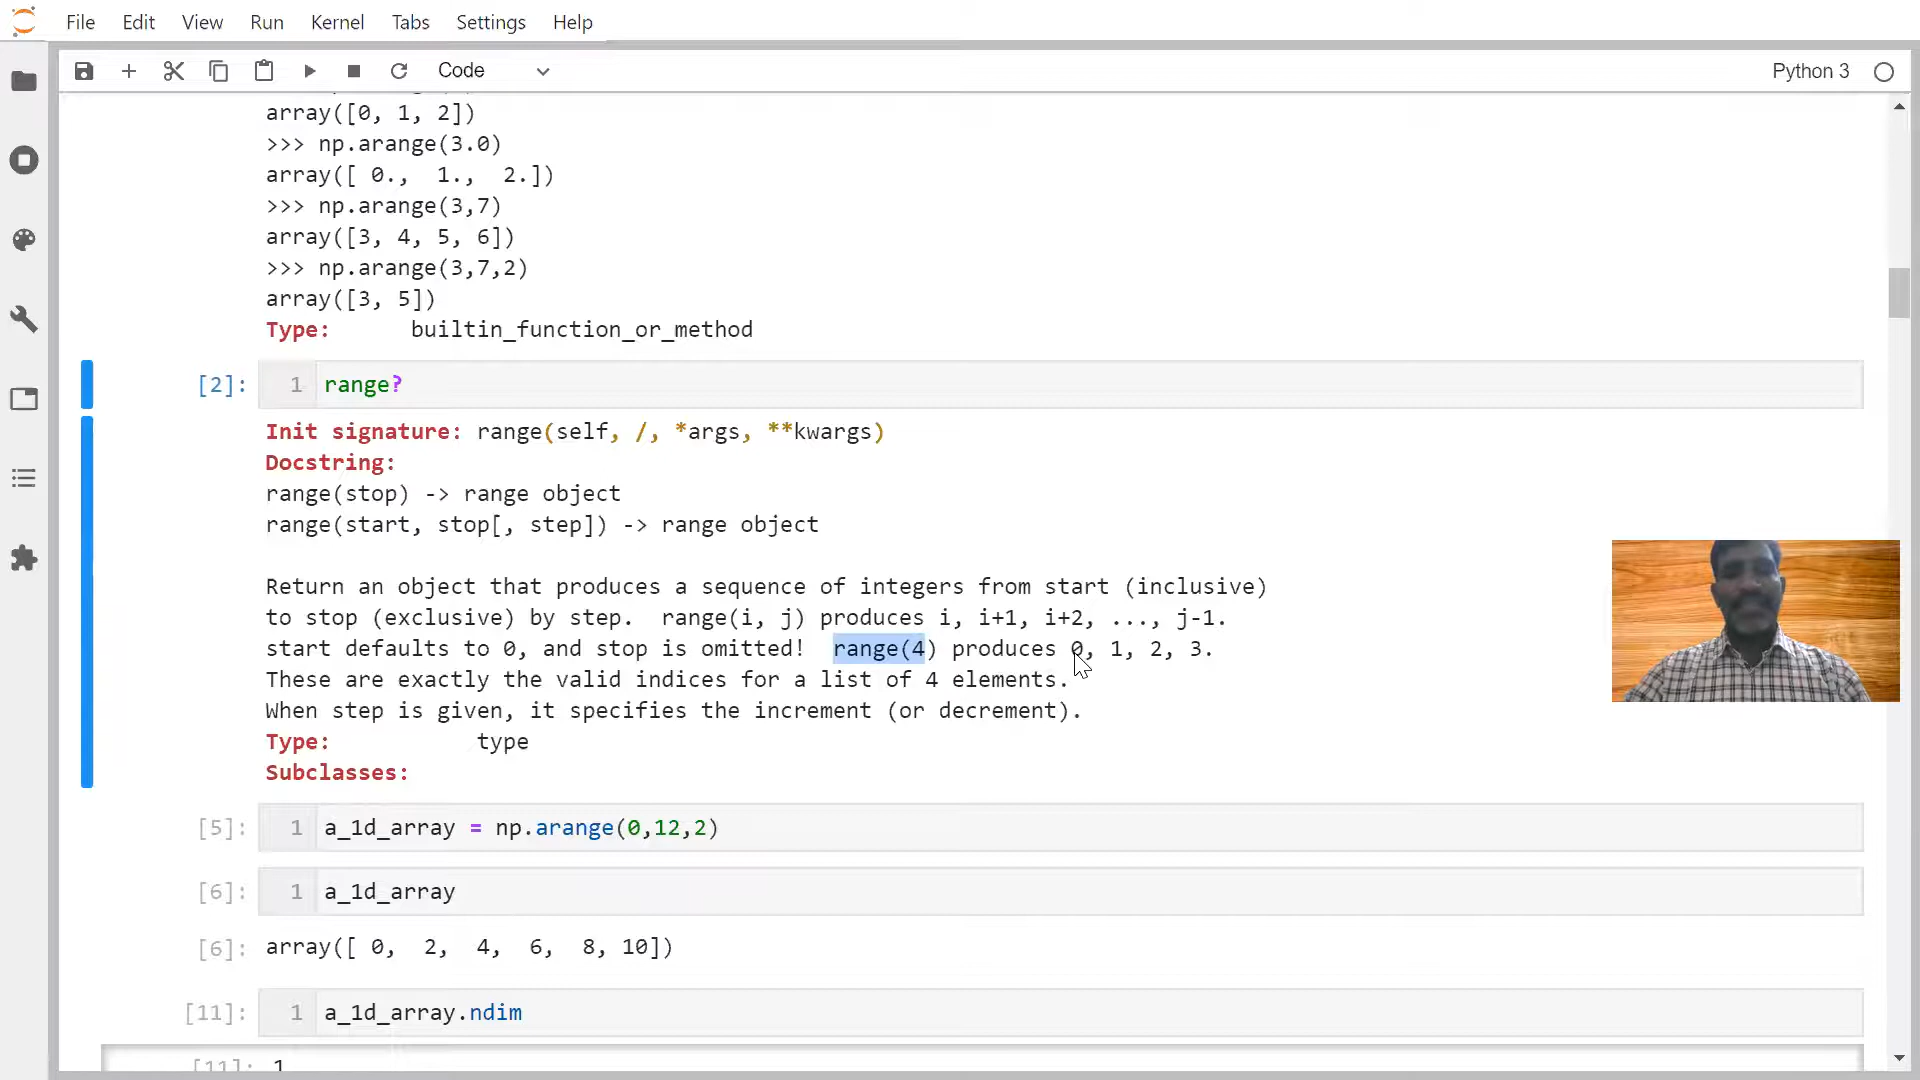 File Edit View Run Kernel Tabs Settings Help
Code
Python 3
array([0, 1, 2])
>>> np.arange(3.0)
array([ 0.,  1.,  2.])
>>> np.arange(3,7)
array([3, 4, 5, 6])
>>> np.arange(3,7,2)
array([3, 5])
Type:      builtin_function_or_method
[2]: 1 range?
Init signature: range(self, /, *args, **kwargs)
Docstring:
range(stop) -> range object
range(start, stop[, step]) -> range object
Return an object that produces a sequence of integers from start (inclusive)
to stop (exclusive) by step.  range(i, j) produces i, i+1, i+2, ..., j-1.
start defaults to 0, and stop is omitted!  range(4) produces 0, 1, 2, 3.
These are exactly the valid indices for a list of 4 elements.
When step is given, it specifies the increment (or decrement).
Type:           type
Subclasses:
[5]: 1 a_1d_array = np.arange(0,12,2)
[6]: 1 a_1d_array
[6]: array([ 0,  2,  4,  6,  8, 10])
[11]: 1 a_1d_array.ndim
[11]: 1